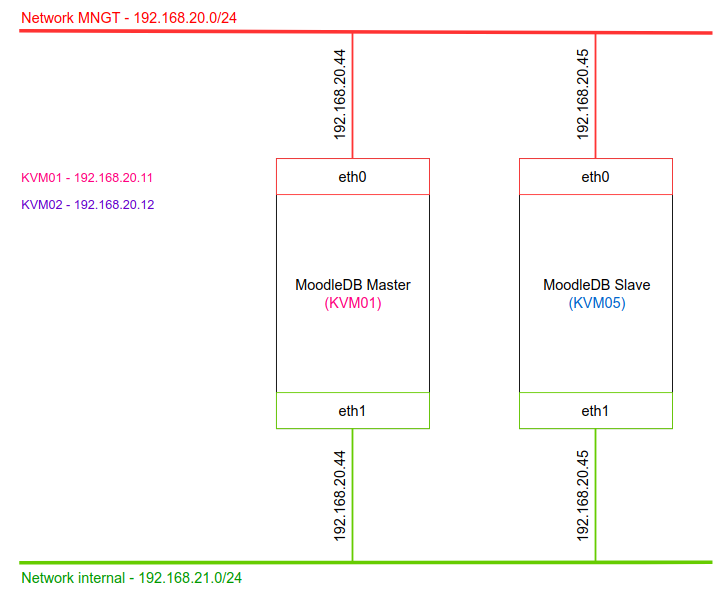 Network MNGT - 192.168.20.0/24
192.168.20.44
192.168.20.45
KVM01 - 192.168.20.11
KVM02 - 192.168.20.12
eth0
eth0
MoodleDB Master
(KVM01)
MoodleDB Slave
(KVM05)
eth1
eth1
192.168.20.44
192.168.20.45
Network internal - 192.168.21.0/24